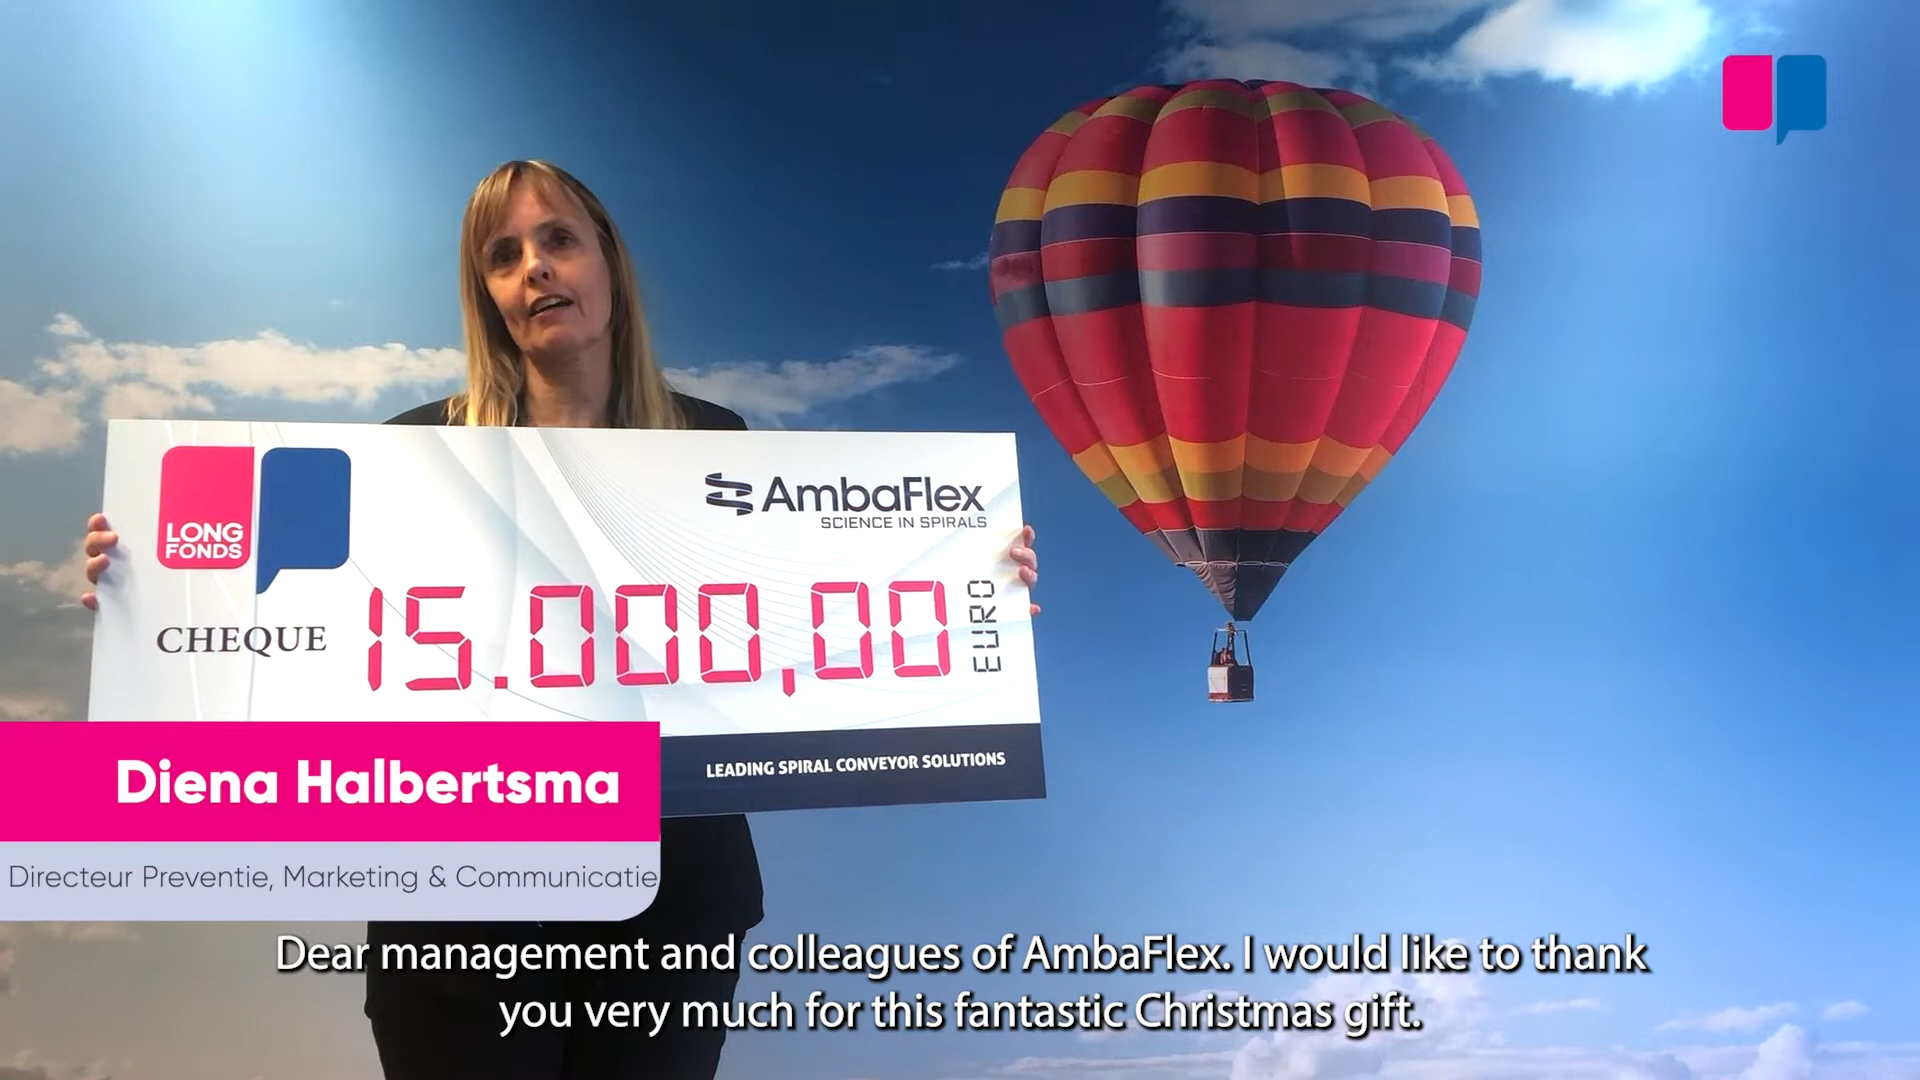 LONG
FONDS
AmbaFlex
SCIENCE IN SPIRALS
CHEQUE
15.000,00
EURO
LEADING SPIRAL CONVEYOR SOLUTIONS
Diena Halbertsma
Directeur Preventie, Marketing & Communicatie
Dear management and colleagues of AmbaFlex. I would like to thank
you very much for this fantastic Christmas gift.